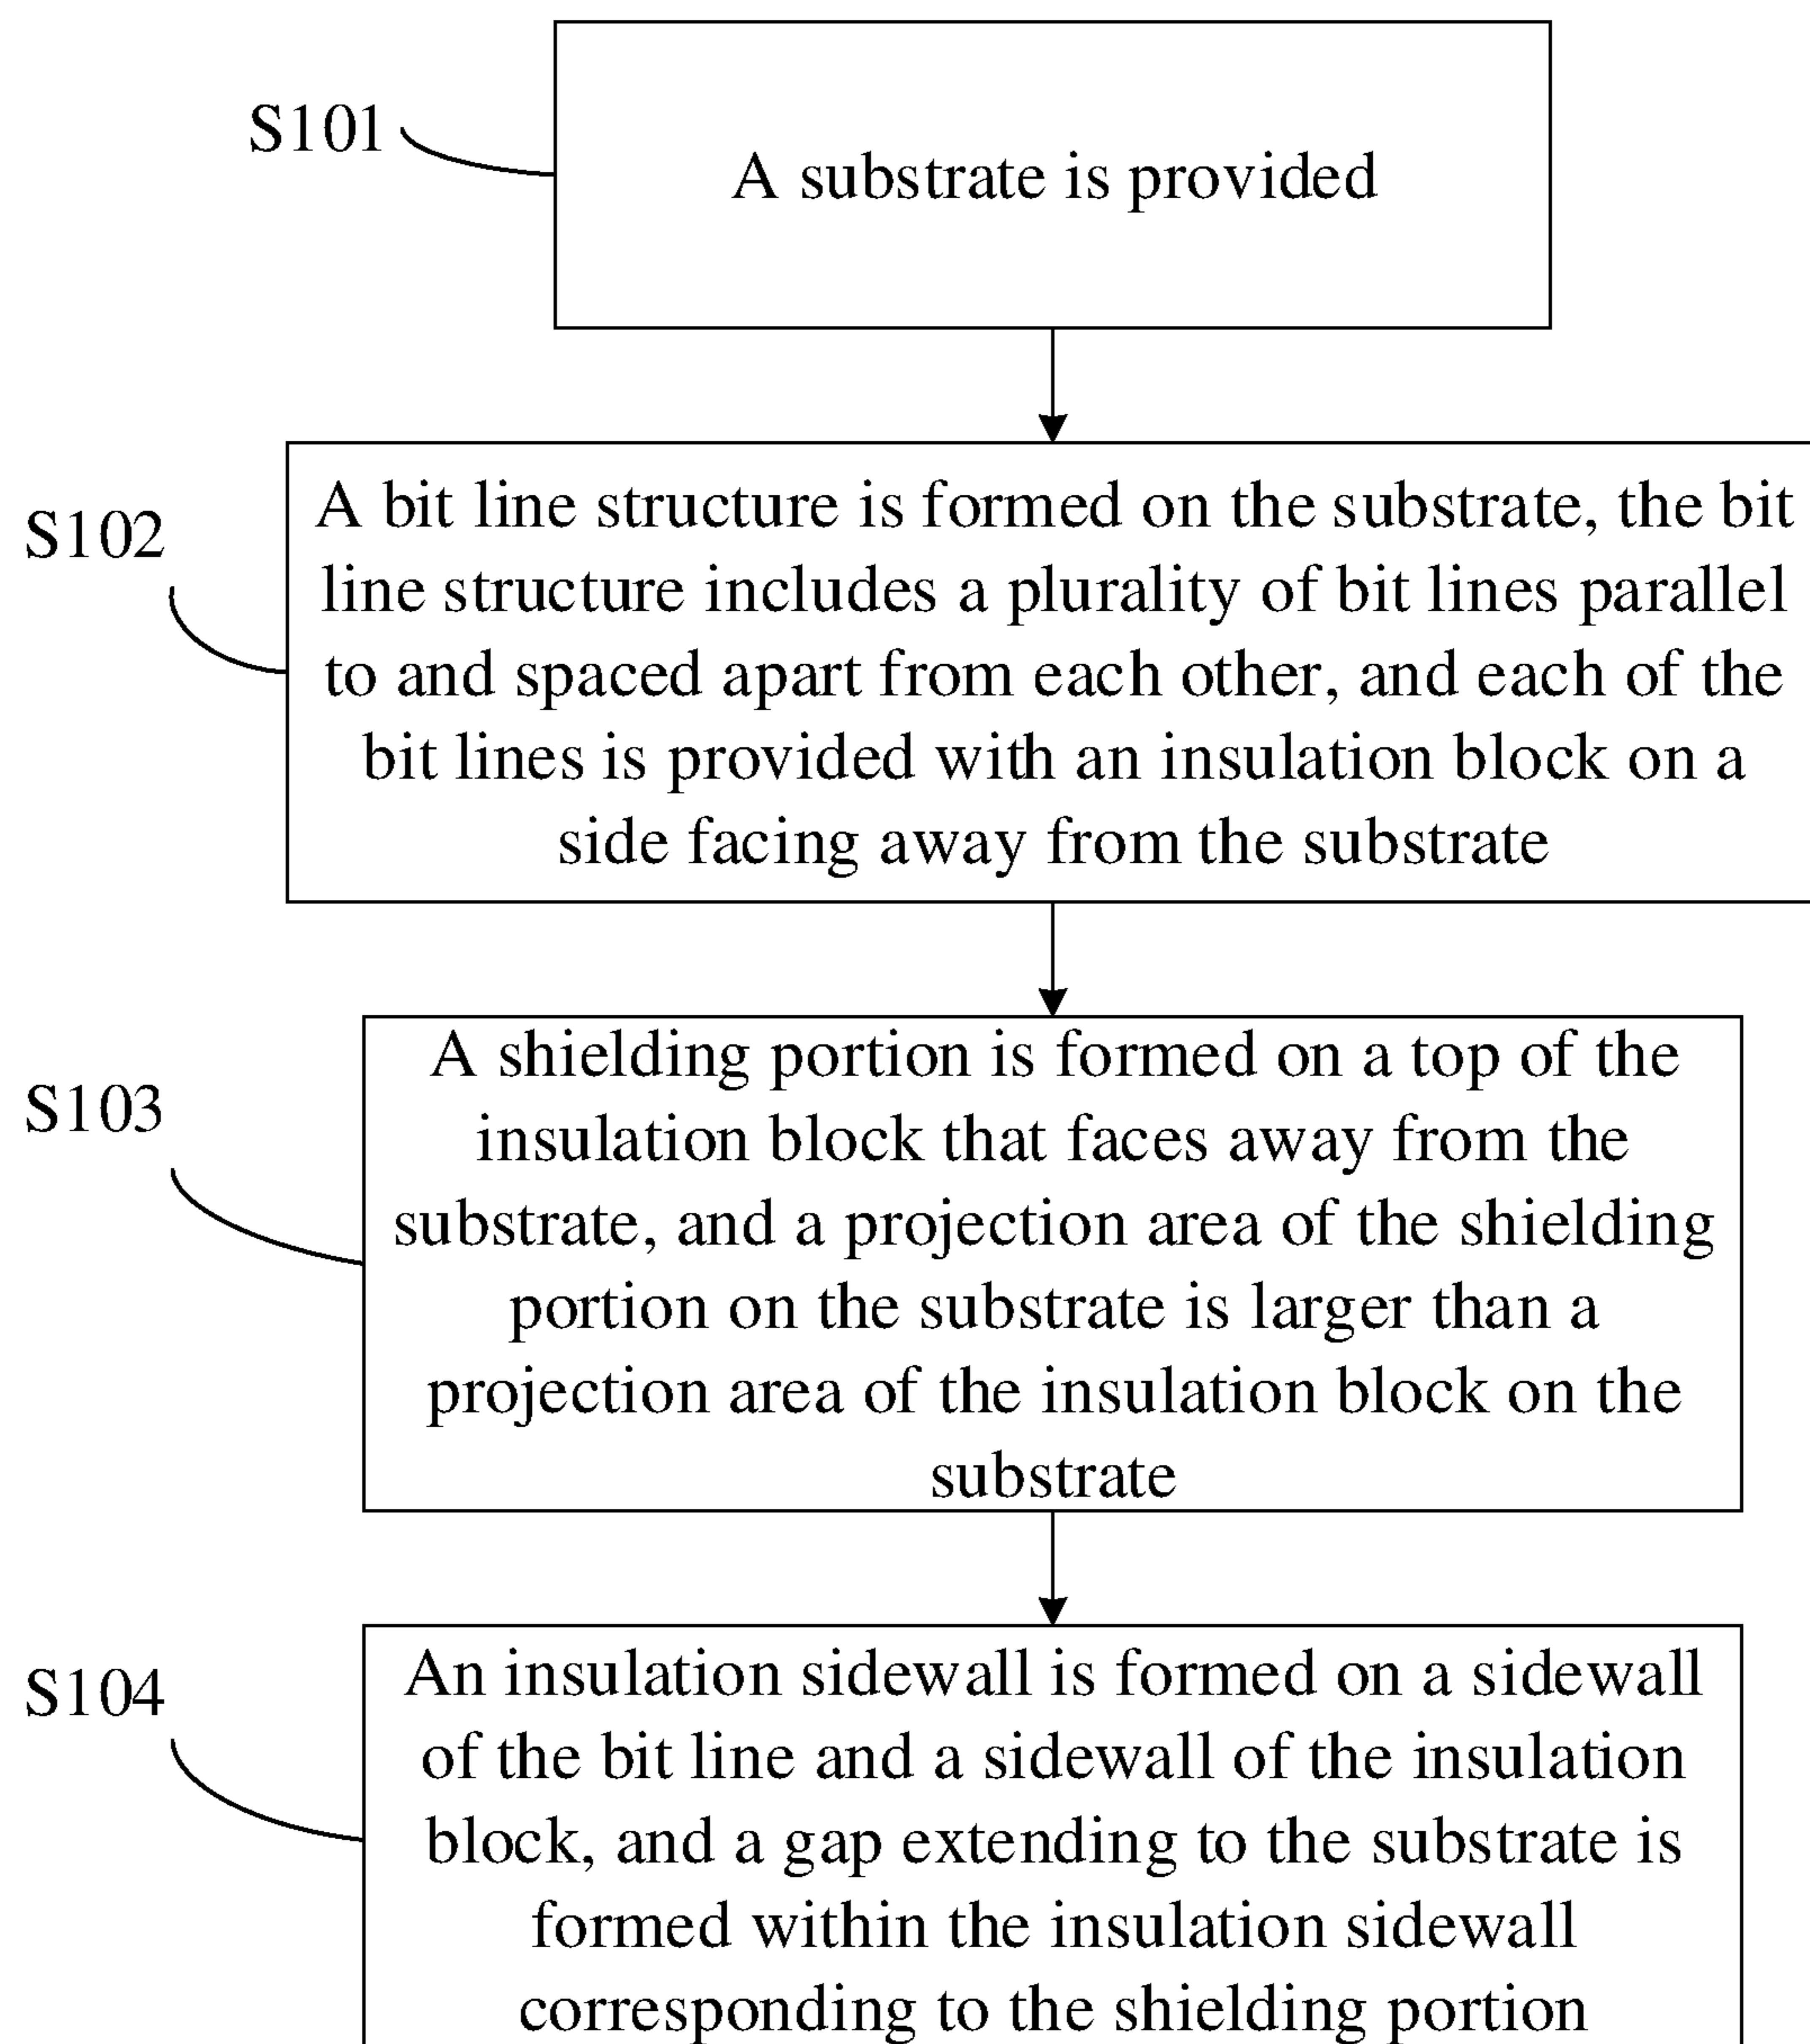 S101
A substrate is provided
S102
A bit line structure is formed on the substrate, the bit
line structure includes a plurality of bit lines parallel
to and spaced apart from each other, and each of the
bit lines is provided with an insulation block on a
side facing away from the substrate
S103
A shielding portion is formed on a top of the
insulation block that faces away from the
substrate, and a projection area of the shielding
portion on the substrate is larger than a
projection area of the insulation block on the
substrate
S104
An insulation sidewall is formed on a sidewall
of the bit line and a sidewall of the insulation
block, and a gap extending to the substrate is
formed within the insulation sidewall
corresponding to the shielding portion